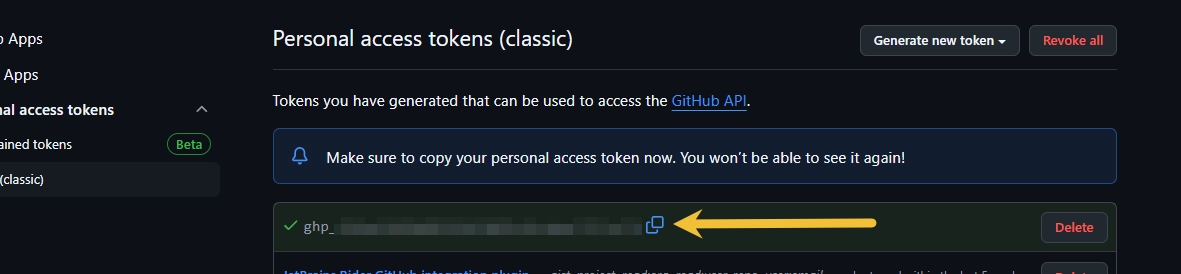 Apps
Personal access tokens (classic)
Generate new token
Revoke all
Apps
nal access tokens
Tokens you have generated that can be used to access the GitHub API.
ained tokens
Beta
Make sure to copy your personal access token now. You won't be able to see it again!
(classic)
ghp_
Delete